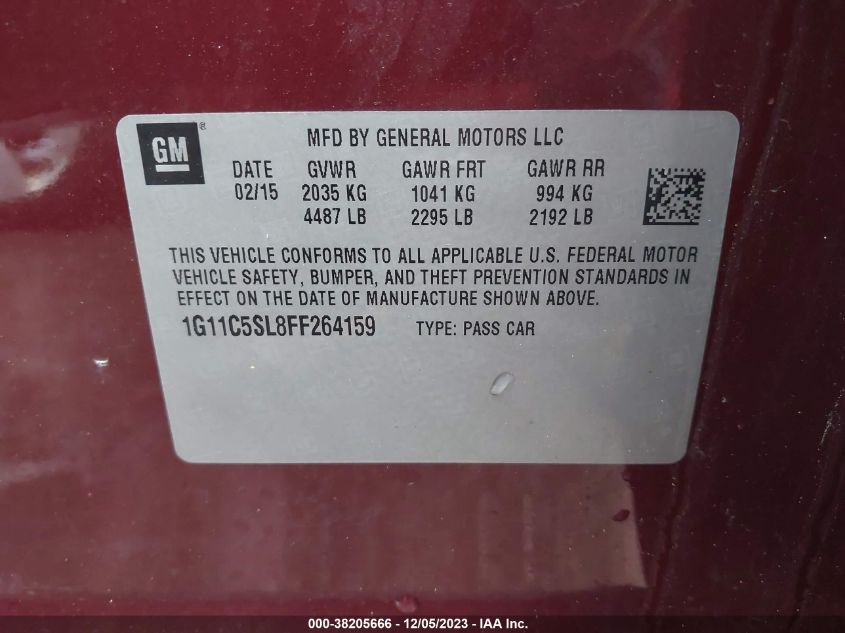 GM ®
MFD BY GENERAL MOTORS LLC
DATE GVWR GAWR FRT GAWR RR
02/15 2035 KG 1041 KG 994 KG
4487 LB 2295 LB 2192 LB
THIS VEHICLE CONFORMS TO ALL APPLICABLE U.S. FEDERAL MOTOR
VEHICLE SAFETY, BUMPER, AND THEFT PREVENTION STANDARDS IN
EFFECT ON THE DATE OF MANUFACTURE SHOWN ABOVE.
1G11C5SL8FF264159 TYPE: PASS CAR
000-38205666 - 12/05/2023 - IAA Inc.